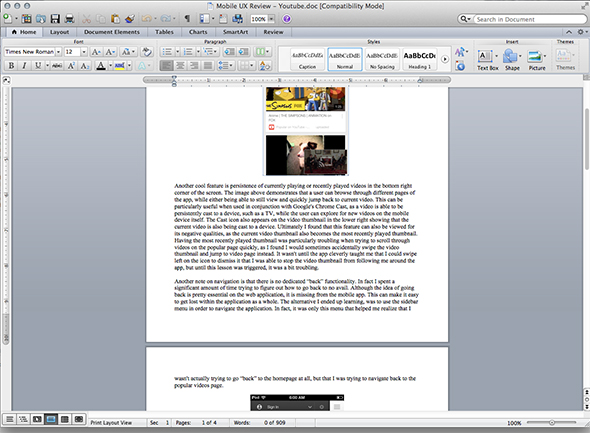 Mobile UX Review – Youtube.doc [Compatibility Mode]
100%
Search in Document
Home Layout Document Elements Tables Charts SmartArt Review
Font Paragraph Styles Insert Themes
Times New Roman 12
AaBbCcDdE AaBbCcDdE AaBbCcDdE AaBbCcD
Caption Normal No Spacing Heading 1 Text Box Shape Picture Themes
B I U
THE SIMPSONS FOX
Another cool feature is persistence of currently playing or recently played videos in the bottom right
corner of the screen. The image above demonstrates that a user can browse through different pages of
the app, while either being able to still view and quickly jump back to current video. This can be
particularly useful when used in conjunction with Google's Chrome Cast, as a video is able to be
persistently cast to a device, such as a TV, while the user can explore for new videos on the mobile
device itself. The Cast icon also appears on the video thumbnail in the lower right showing that the
current video is also being cast to a device. Ultimately I found that this feature can also be viewed for
its negative qualities, as the current video thumbnail also becomes the most recently played thumbnail.
Having the most recently played thumbnail was particularly troubling when trying to scroll through
videos on the popular page quickly, as I found I would sometimes accidentally swipe the video
thumbnail and jump to video page instead. It wasn't until the app cleverly taught me that I could swipe
left on the icon to dismiss it that I was able to stop the video thumbnail from following me around the
app, but until this lesson was triggered, it was a bit troubling.
Another note on navigation is that there is no dedicated “back” functionality. In fact I spent a
significant amount of time trying to figure out how to go back to no avail. Although the idea of going
back is pretty essential on the web application, it is missing from the mobile app. This can make it easy
to get lost within the application as a whole. The alternative I ended up learning, was to use the sidebar
menu in order to navigate the application. In fact, it was only this menu that helped me realize that I
wasn't actually trying to go “back” to the homepage at all, but that I was trying to navigate back to the
popular videos page.
iPod 6:00 AM
Sign in
Print Layout View Sec 1 Pages: 1 of 4 Words: 0 of 909 100%